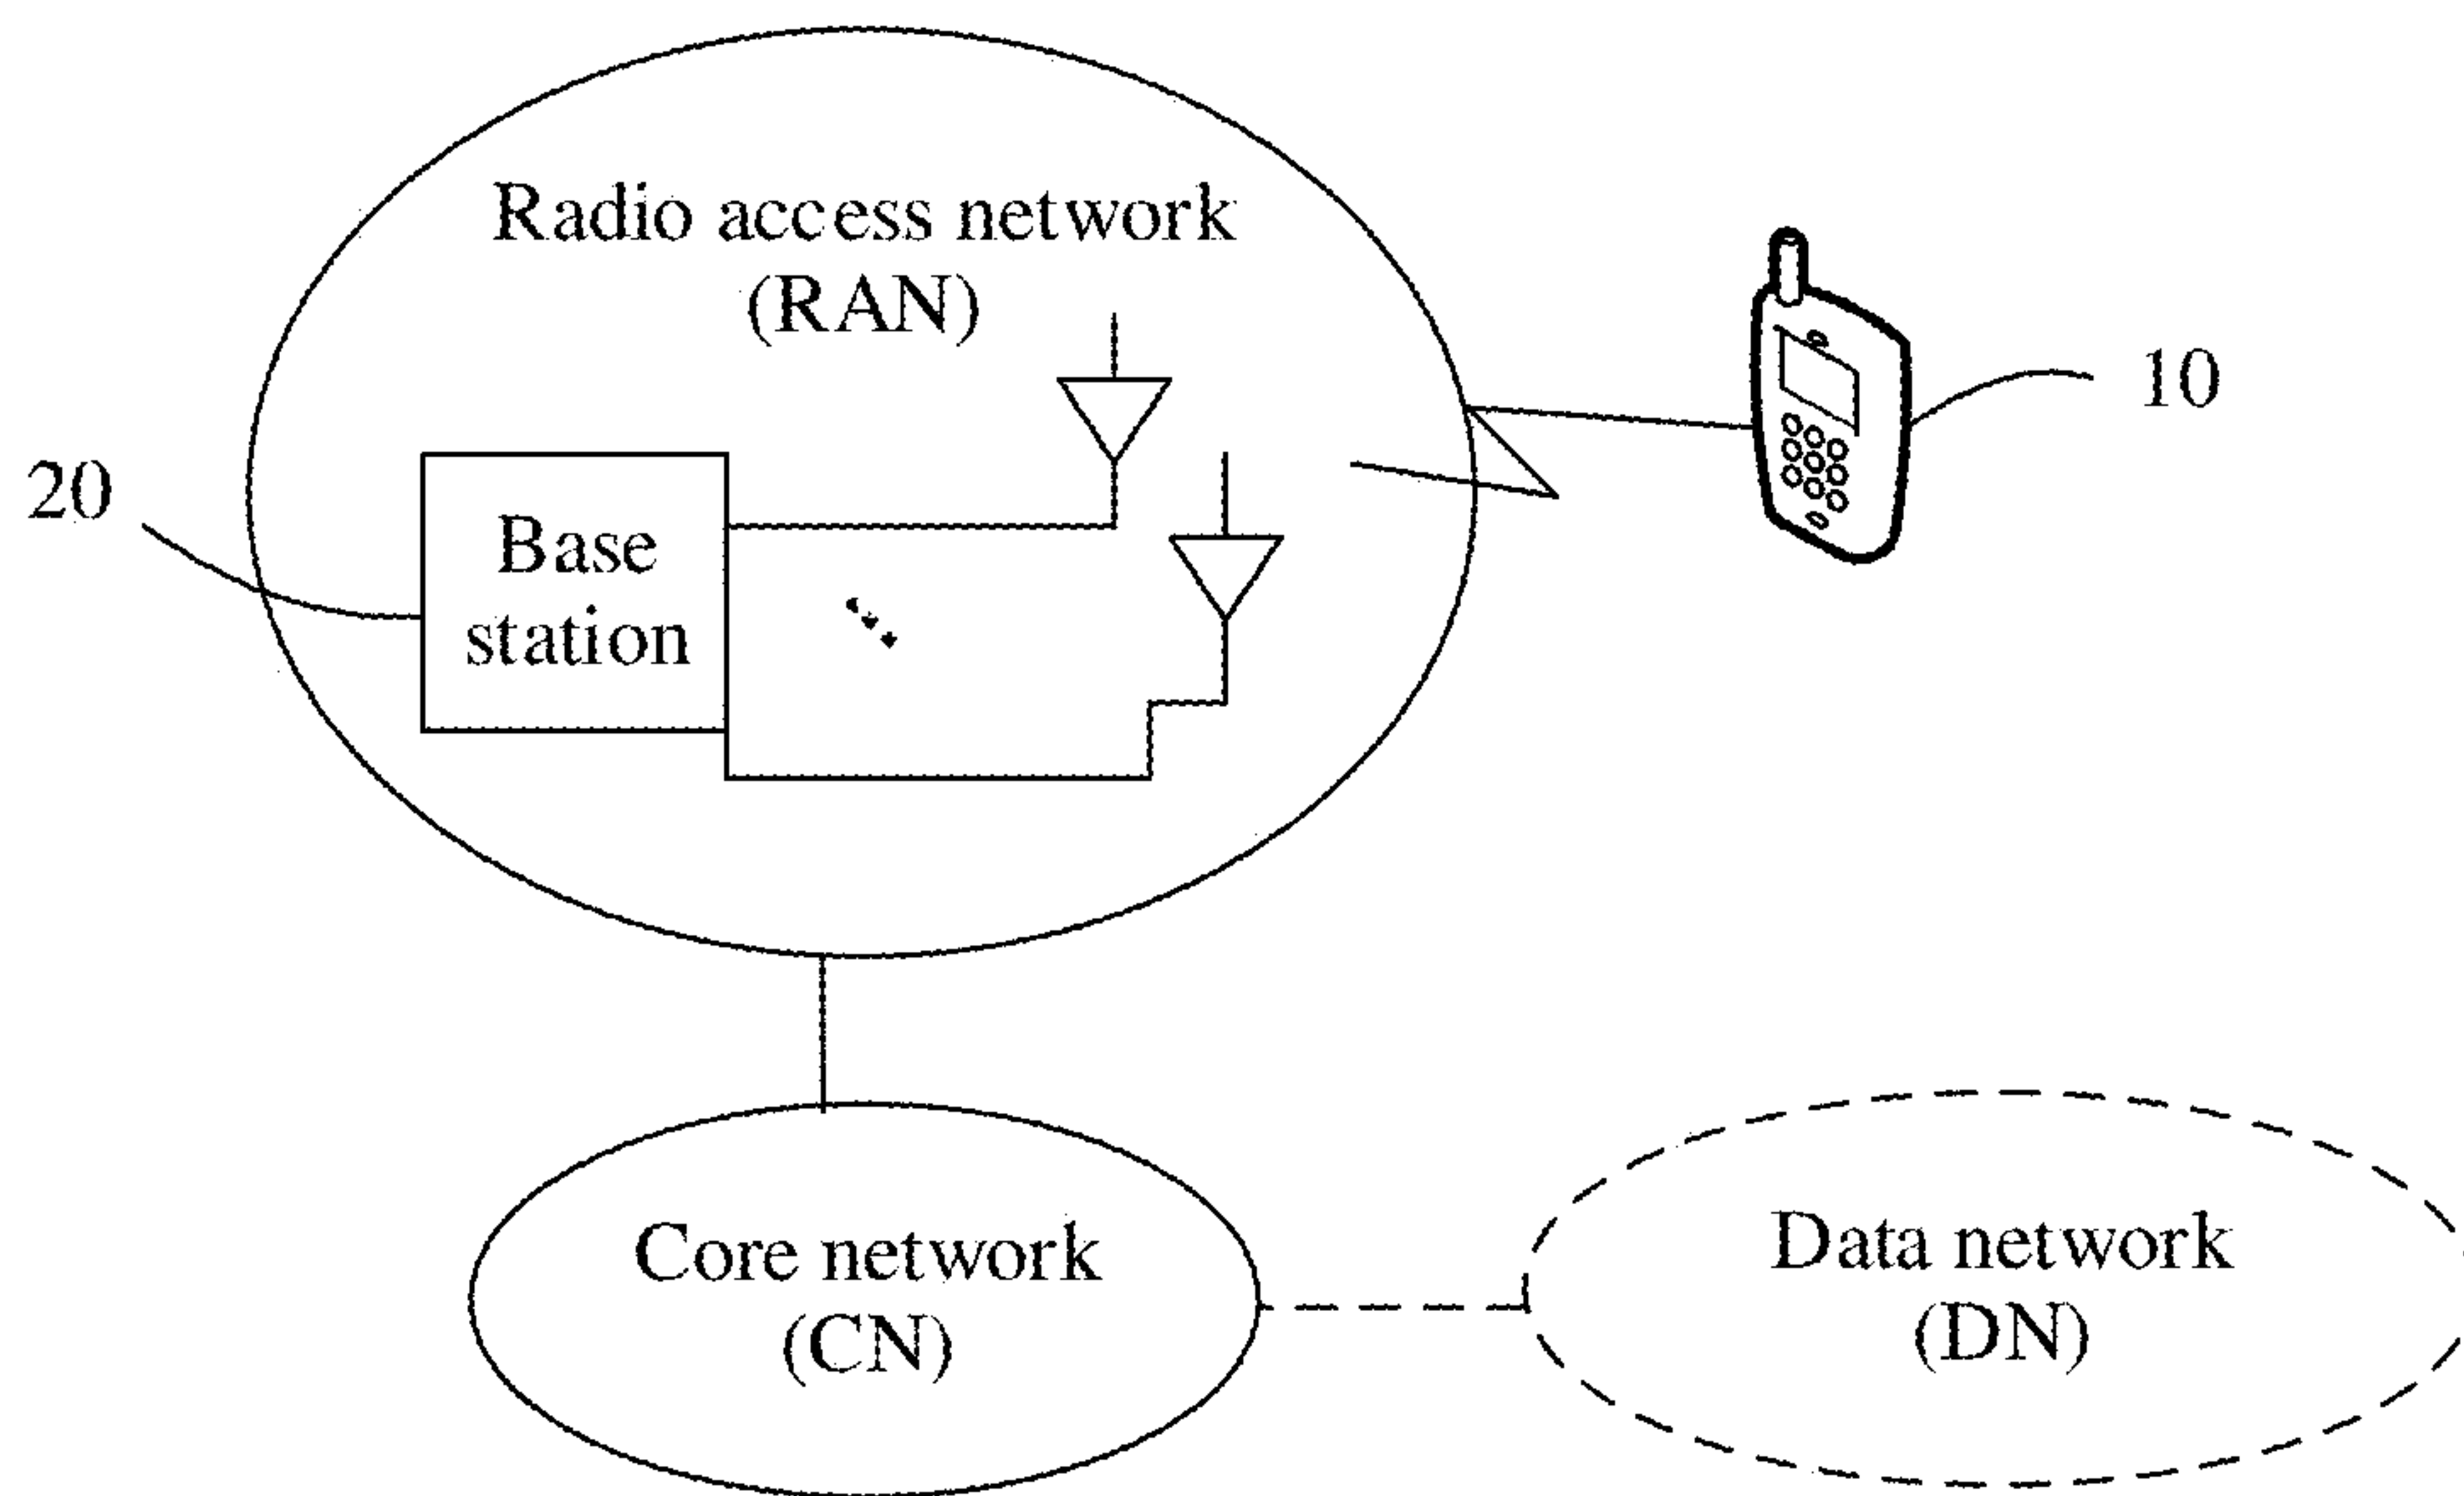 Radio access network
(RAN)
10
20
Base
station
Core network
(CN)
Data network
(DN)